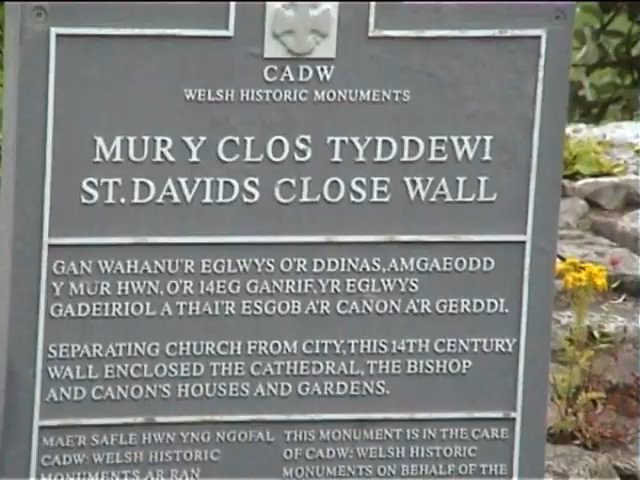 CADW
WELSH HISTORIC MONUMENTS
MUR Y CLOS TYDDEWI
ST. DAVIDS CLOSE WALL
GAN WAHANU'R EGLWYS O'R DDINAS, AMGAEODD
Y MUR HWN, O'R 14EG GANRIF, YR EGLWYS
GADEIRIOL A THAI'R ESGOB A'R CANON A'R GERDDI.
SEPARATING CHURCH FROM CITY, THIS 14TH CENTURY
WALL ENCLOSED THE CATHEDRAL, THE BISHOP
AND CANON'S HOUSES AND GARDENS.
MAE'R SAFLE HWN YNG NGOFAL
CADW: WELSH HISTORIC
MONUMENTS AR RAN
THIS MONUMENT IS IN THE CARE
OF CADW: WELSH HISTORIC
MONUMENTS ON BEHALF OF THE